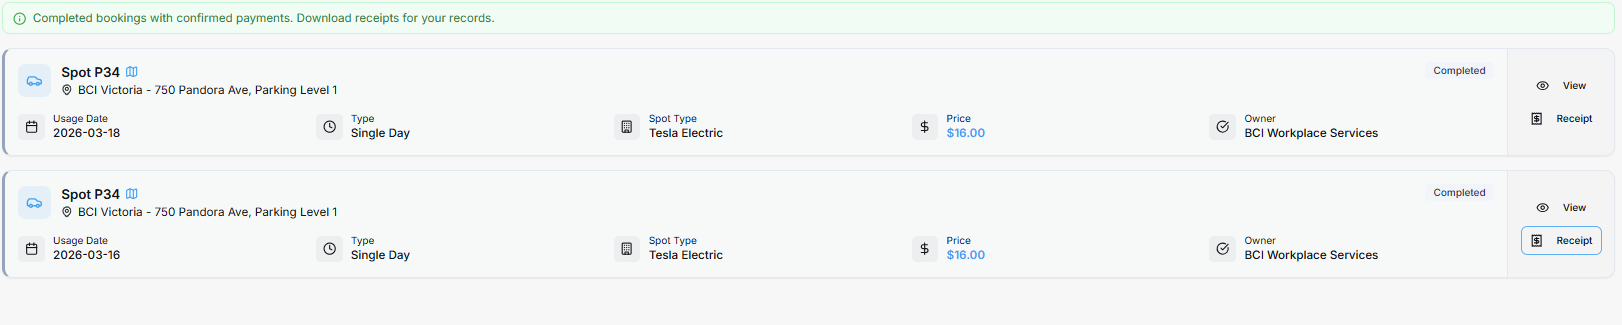 Completed bookings with confirmed payments. Download receipts for your records.
Spot P34
Completed
BCI Victoria - 750 Pandora Ave, Parking Level 1
View
Usage Date
2026-03-18
Type
Single Day
Spot Type
Tesla Electric
Price
$16.00
Owner
BCI Workplace Services
Receipt
Spot P34
Completed
BCI Victoria - 750 Pandora Ave, Parking Level 1
View
Usage Date
2026-03-16
Type
Single Day
Spot Type
Tesla Electric
Price
$16.00
Owner
BCI Workplace Services
Receipt